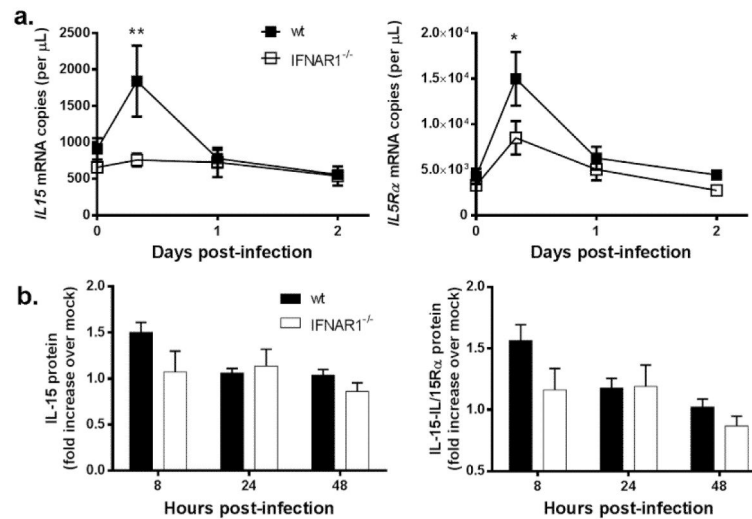 a.
IL15 mRNA copies (per µL)
2500
2000
1500
1000
500
0
**
wt
IFNAR1-/-
0
1
2
Days post-infection
IL5Rα mRNA copies (per µL)
2.0×10⁴
1.5×10⁴
1.0×10⁴
5.0×10³
0
*
0
1
2
Days post-infection
b.
IL-15 protein
(fold increase over mock)
2.0
1.5
1.0
0.5
0.0
wt
IFNAR1-/-
8
24
48
Hours post-infection
IL-15-IL/15Rα protein
(fold increase over mock)
2.0
1.5
1.0
0.5
8
24
48
Hours post-infection